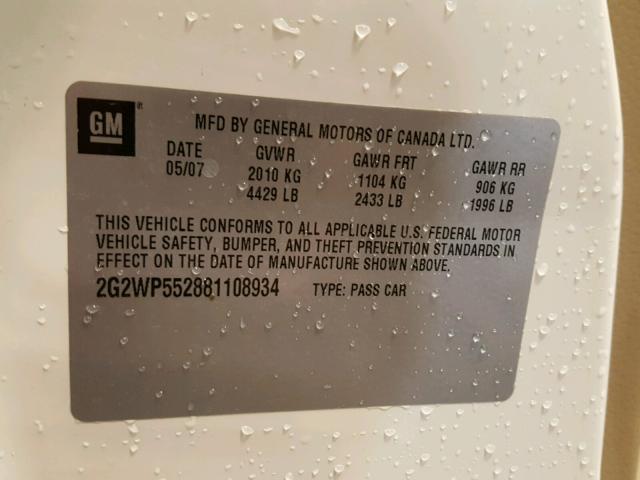 GM
MFD BY GENERAL MOTORS OF CANADA LTD.
DATE GVWR GAWR FRT GAWR RR
05/07 2010 KG 1104 KG 906 KG
4429 LB 2433 LB 1996 LB
THIS VEHICLE CONFORMS TO ALL APPLICABLE U.S. FEDERAL MOTOR
VEHICLE SAFETY, BUMPER, AND THEFT PREVENTION STANDARDS IN
EFFECT ON THE DATE OF MANUFACTURE SHOWN ABOVE.
2G2WP552881108934 TYPE: PASS CAR